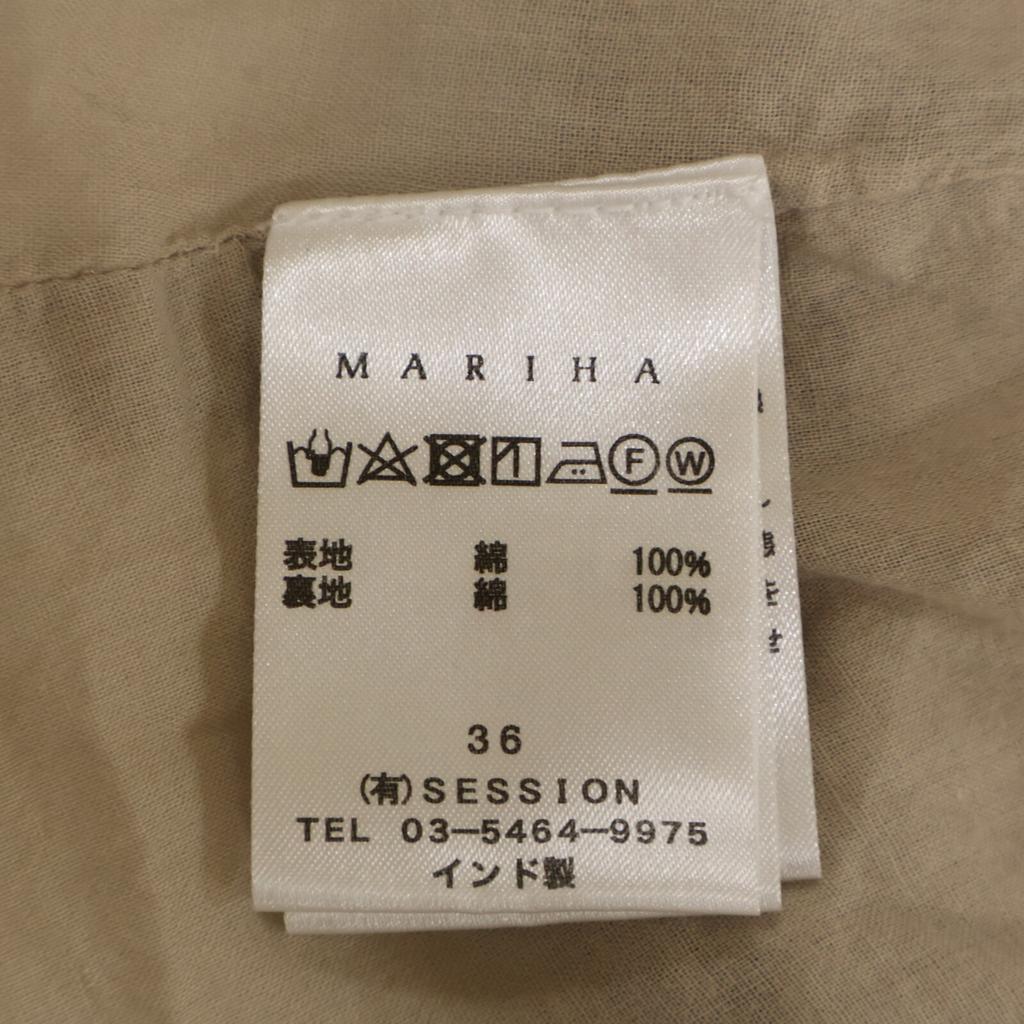 MARIHA
F W
表地 綿 100%
裏地 綿 100%
36
(有)SESSION
TEL 03-5464-9975
インド製